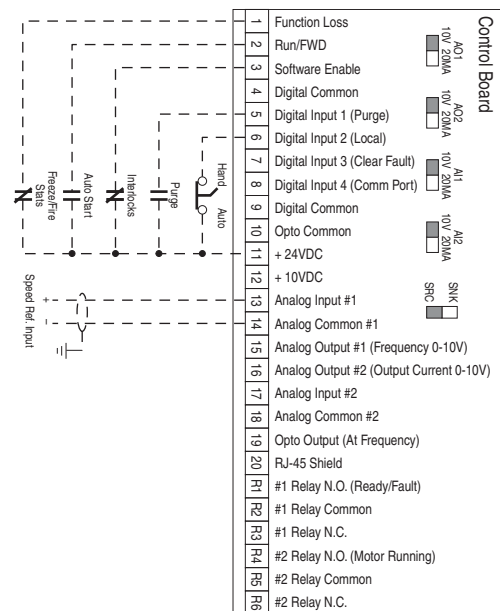 Control Board
1 Function Loss
2 Run/FWD
3 Software Enable
4 Digital Common
5 Digital Input 1 (Purge)
6 Digital Input 2 (Local)
7 Digital Input 3 (Clear Fault)
8 Digital Input 4 (Comm Port)
9 Digital Common
10 Opto Common
11 + 24VDC
12 + 10VDC
13 Analog Input #1
14 Analog Common #1
15 Analog Output #1 (Frequency 0-10V)
16 Analog Output #2 (Output Current 0-10V)
17 Analog Input #2
18 Analog Common #2
19 Opto Output (At Frequency)
20 RJ-45 Shield
R1 #1 Relay N.O. (Ready/Fault)
R2 #1 Relay Common
R3 #1 Relay N.C.
R4 #2 Relay N.O. (Motor Running)
R5 #2 Relay Common
R6 #2 Relay N.C.
AO1
10V 20MA
AO2
10V 20MA
AI1
10V 20MA
AI2
10V 20MA
SNK
SRC
Hand
Auto
Purge
Interlocks
Auto Start
Freeze/Fire
Stats
Speed Ref. Input
+
-